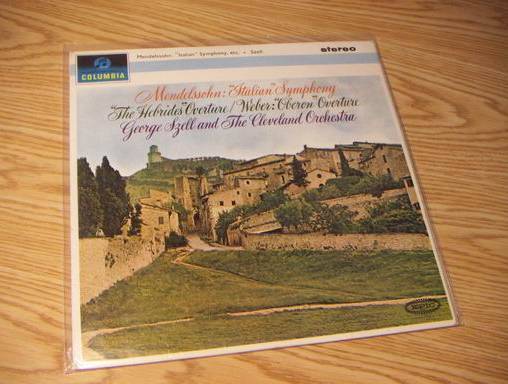 Mendelssohn: "Italian" Symphony, etc. • Szell
stereo
COLUMBIA
Mendelssohn: "Italian" Symphony
"The Hebrides" Overture / Weber: "Oberon" Overture
George Szell and The Cleveland Orchestra
EPIC